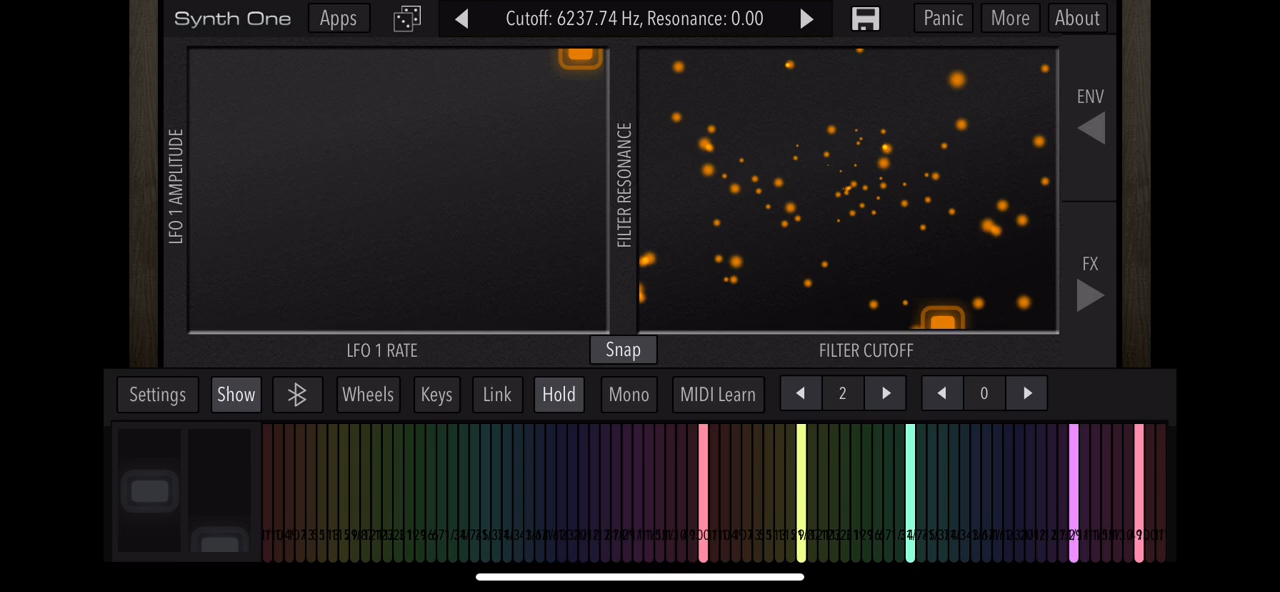 Synth One Apps Cutoff: 6237.74 Hz, Resonance: 0.00 Panic More About
LFO 1 AMPLITUDE
FILTER RESONANCE
ENV
FX
LFO 1 RATE Snap FILTER CUTOFF
Settings Show Wheels Keys Link Hold Mono MIDI Learn 2 0